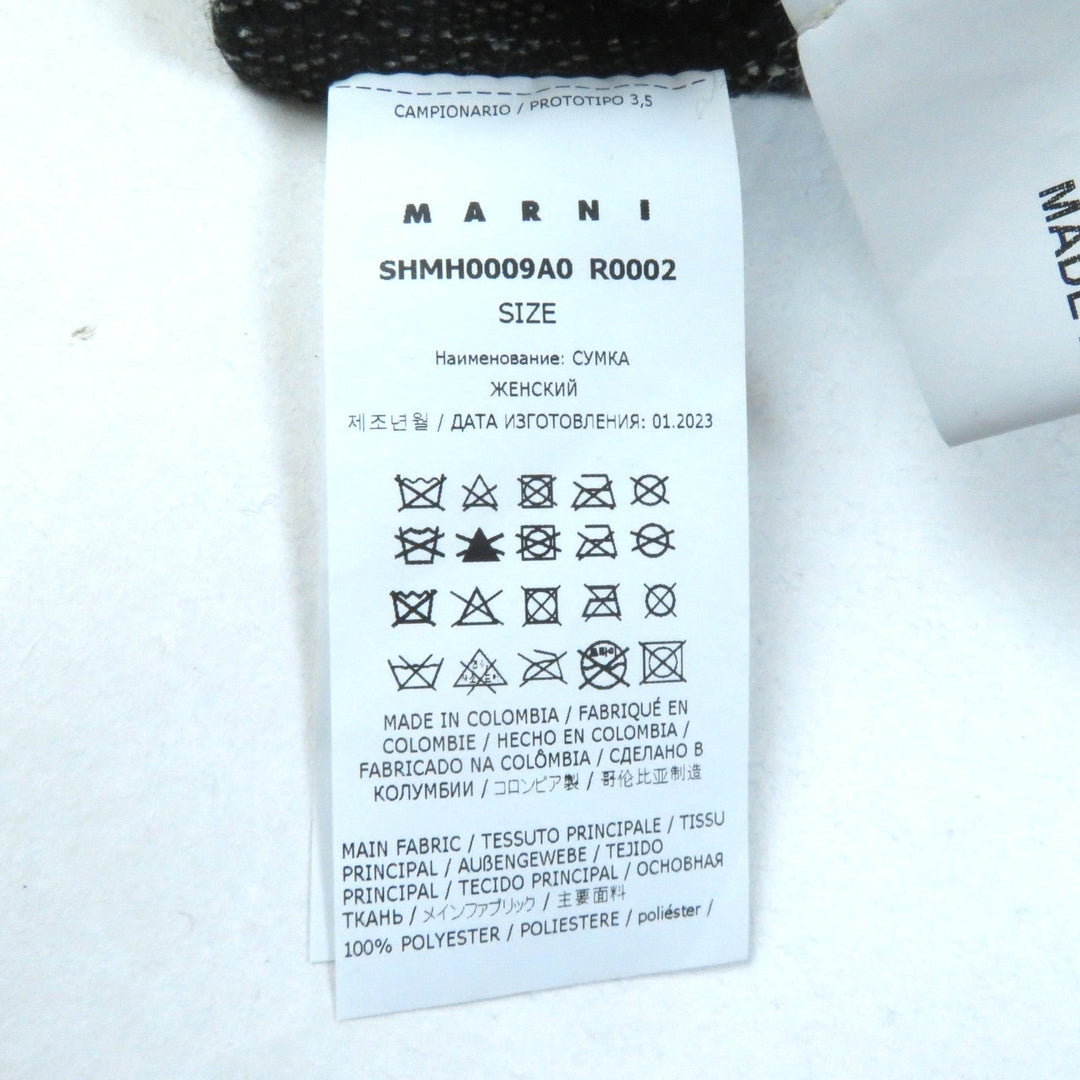 CAMPIONARIO / PROTOTIPO 3,5
MARNI
SHMH0009A0 R0002
SIZE
Наименование: СУМКА
ЖЕНСКИЙ
제조년월 / ДАТА ИЗГОТОВЛЕНИЯ: 01.2023
MADE IN COLOMBIA / FABRIQUÉ EN
COLOMBIE / HECHO EN COLOMBIA /
FABRICADO NA COLÔMBIA / СДЕЛАНО В
КОЛУМБИИ / コロンビア製 / 哥伦比亚制造
MAIN FABRIC / TESSUTO PRINCIPALE / TISSU
PRINCIPAL / AUßENGEWEBE / TEJIDO
PRINCIPAL / TECIDO PRINCIPAL / ОСНОВНАЯ
ТКАНЬ / メインファブリック / 主要面料
100% POLYESTER / POLIESTERE / poliéster /
MADE